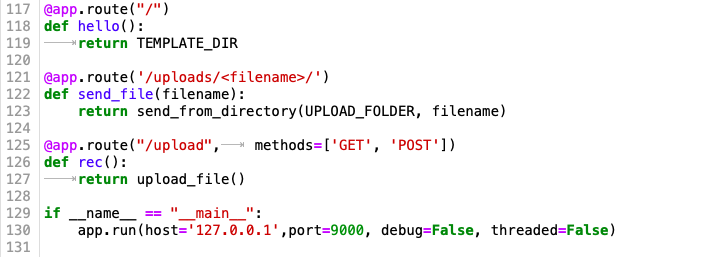 117 @app.route("/")
118 def hello():
119     return TEMPLATE_DIR
120
121 @app.route('/uploads/<filename>/')
122 def send_file(filename):
123     return send_from_directory(UPLOAD_FOLDER, filename)
124
125 @app.route("/upload",    methods=['GET', 'POST'])
126 def rec():
127     return upload_file()
128
129 if __name__ == "__main__":
130     app.run(host='127.0.0.1',port=9000, debug=False, threaded=False)
131